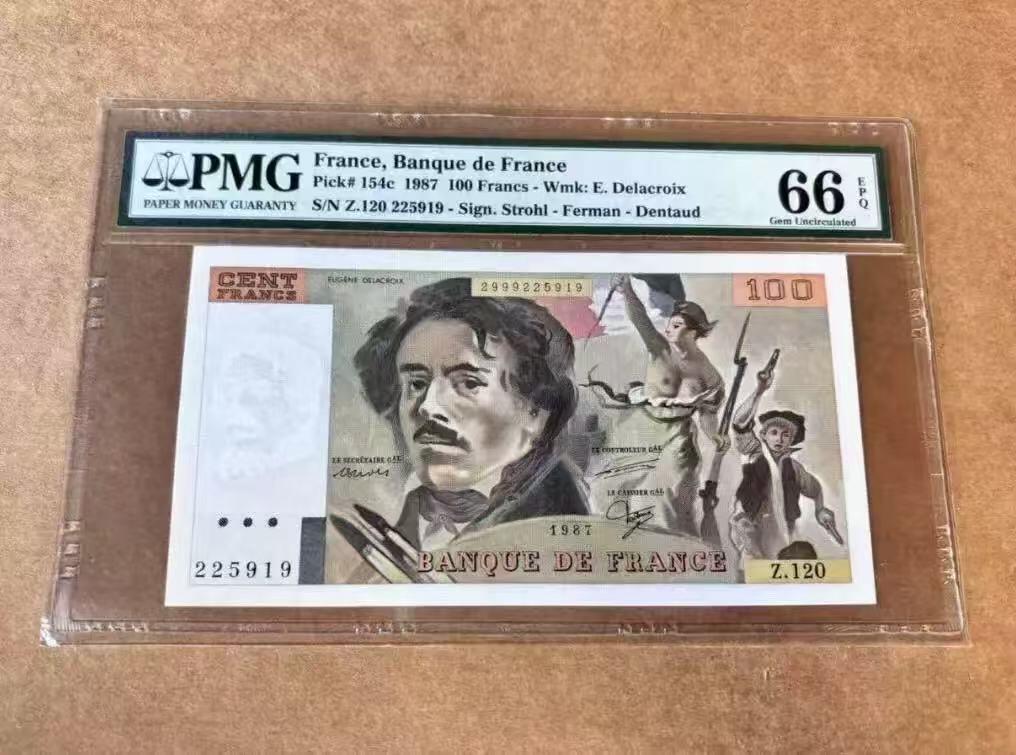 PMG
PAPER MONEY GUARANTY
France, Banque de France
Pick# 154c 1987 100 Francs - Wmk: E. Delacroix
S/N Z.120 225919 - Sign. Strohl - Ferman - Dentaud
66
EPQ
Gem Uncirculated
CENT
FRANCS
EUGÈNE DELACROIX
2999225919
100
LE SECRÉTAIRE GAL
LE CONTROLEUR GAL
LE CAISSIER GAL
1987
BANQUE DE FRANCE
225919
Z.120